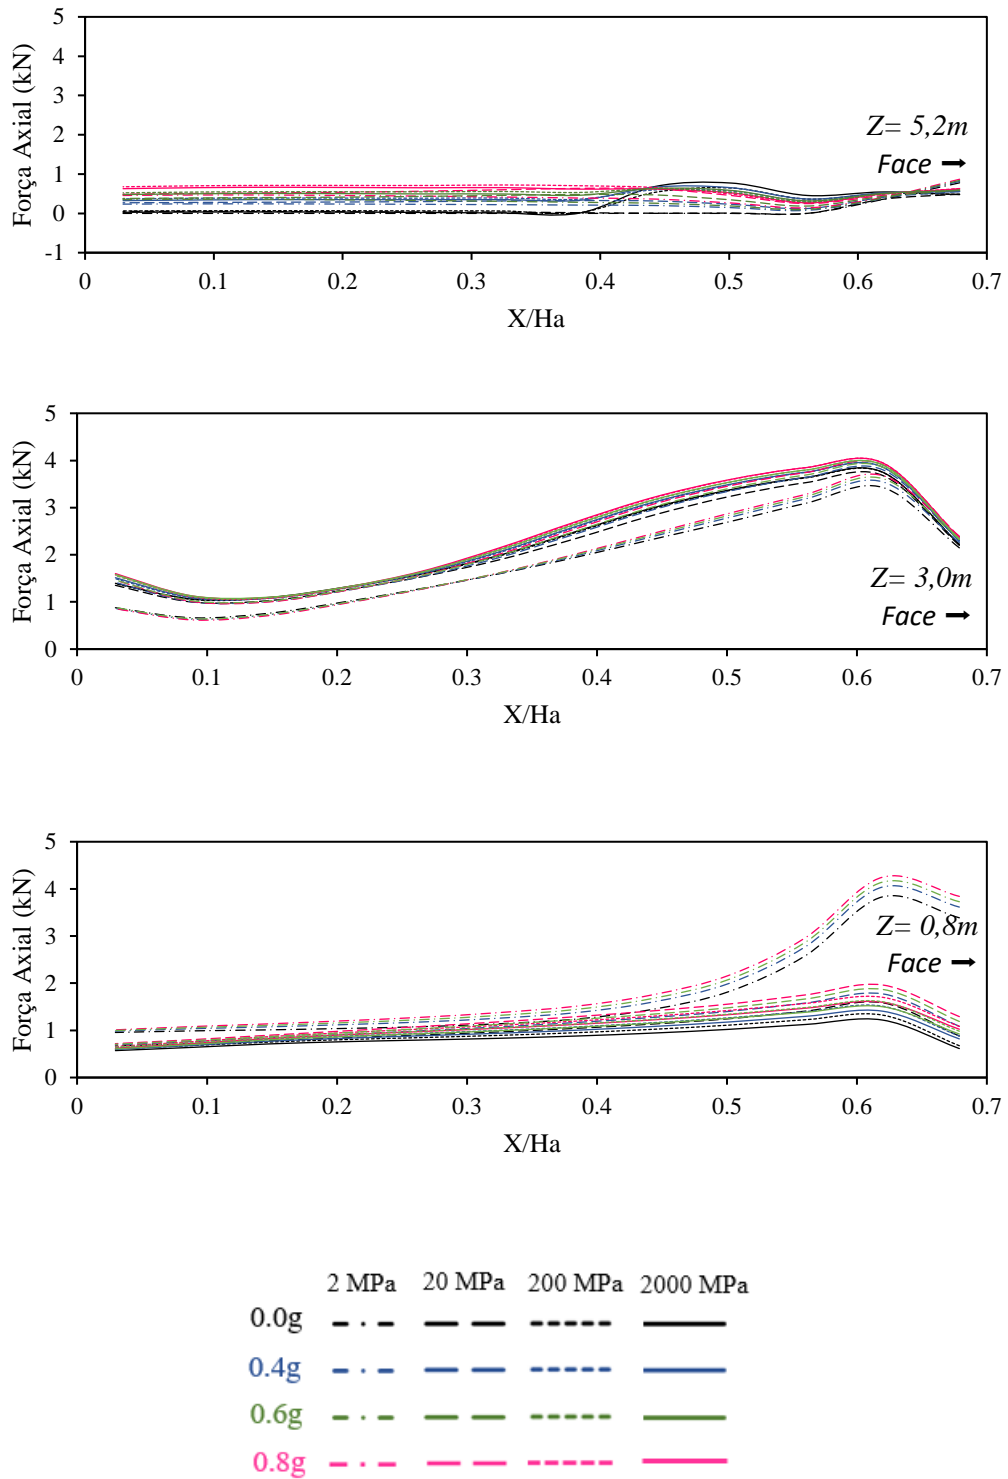 5
4
3
2
1
0
-1
Força Axial (kN)
Z= 5,2m
Face
0 0.1 0.2 0.3 0.4 0.5 0.6 0.7
X/Ha
5
4
3
2
1
0
Força Axial (kN)
Z= 3,0m
Face
0 0.1 0.2 0.3 0.4 0.5 0.6 0.7
X/Ha
5
4
3
2
1
0
Força Axial (kN)
Z= 0,8m
Face
0 0.1 0.2 0.3 0.4 0.5 0.6 0.7
X/Ha
2 MPa 20 MPa 200 MPa 2000 MPa
0.0g
0.4g
0.6g
0.8g